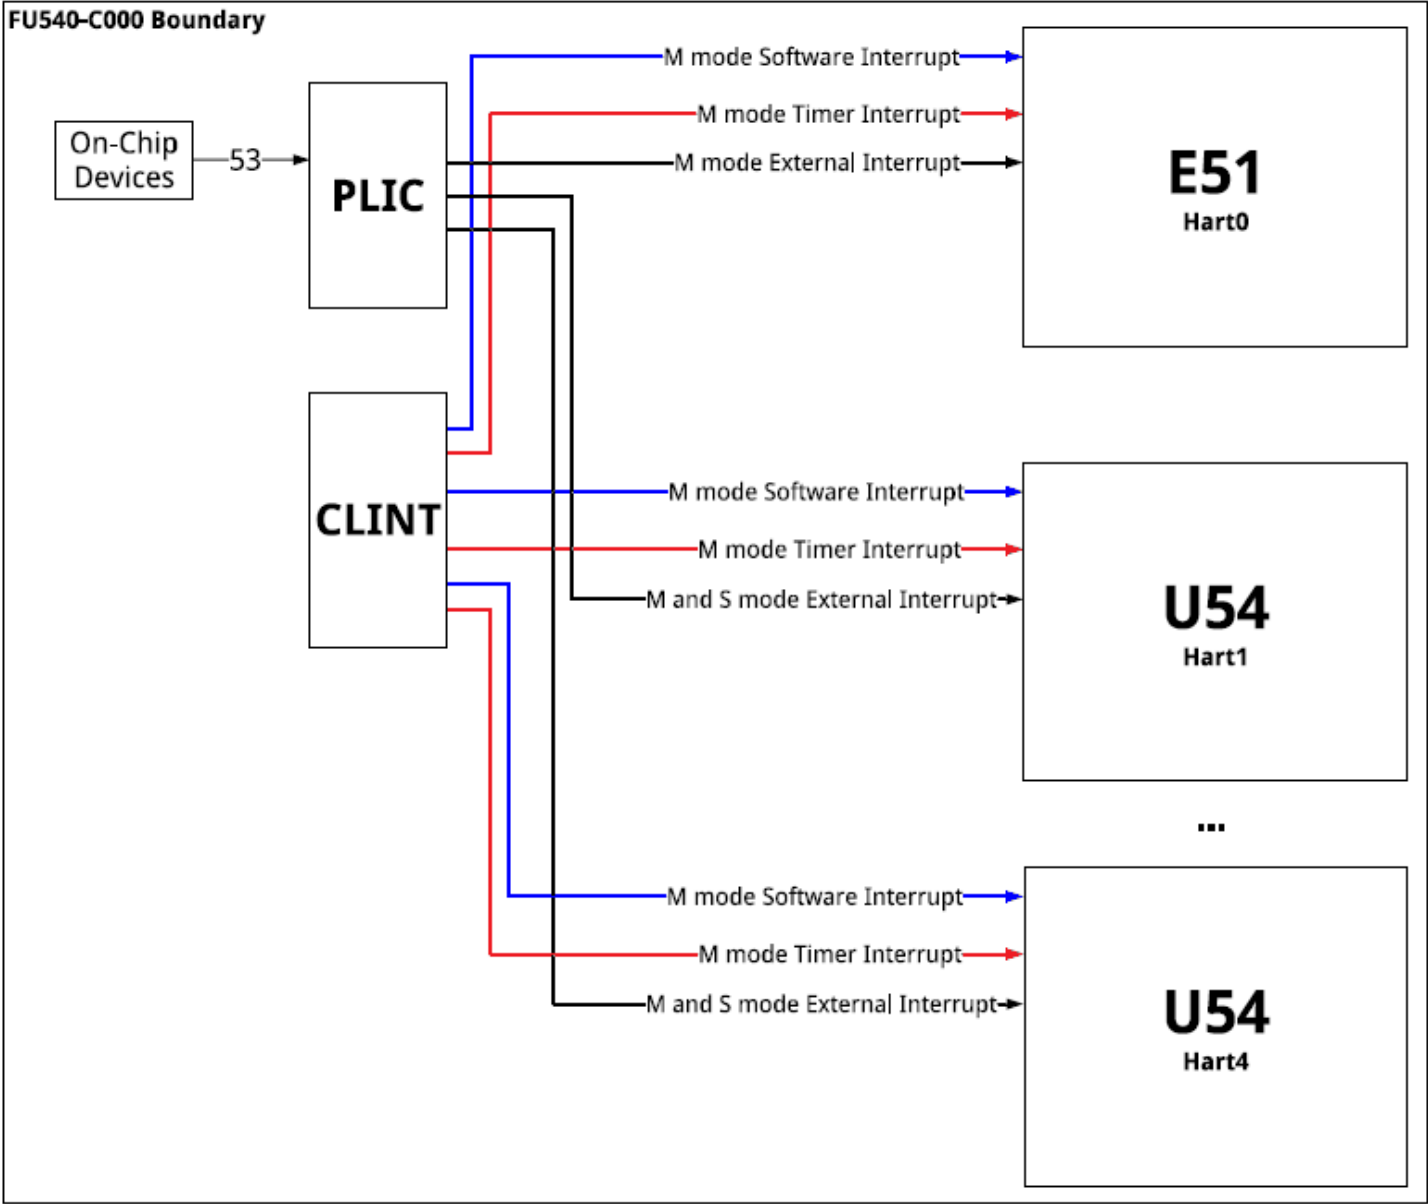 FU540-C000 Boundary
M mode Software Interrupt
M mode Timer Interrupt
On-Chip
Devices
53
M mode External Interrupt
PLIC
E51
Hart0
CLINT
M mode Software Interrupt
M mode Timer Interrupt
M and S mode External Interrupt
U54
Hart1
...
M mode Software Interrupt
M mode Timer Interrupt
M and S mode External Interrupt
U54
Hart4